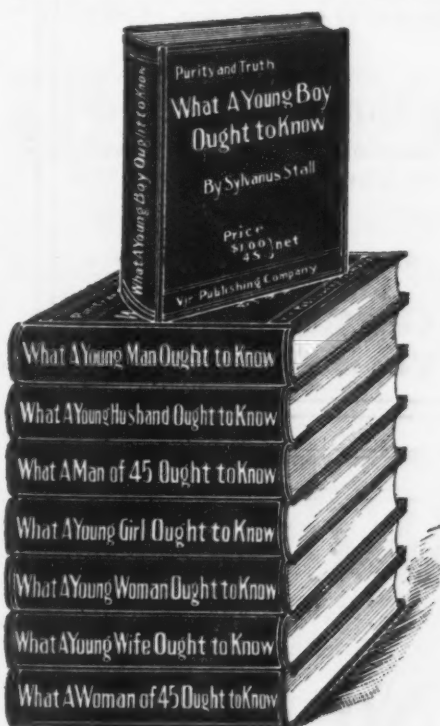 Purity and Truth
What A Young Boy
Ought to Know
By Sylvanus Stall
Price
$1.00 } net
4S
Vir Publishing Company
What A Young Boy Ought to Know
What A Young Man Ought to Know
What A Young Husband Ought to Know
What A Man of 45 Ought to Know
What A Young Girl Ought to Know
What A Young Woman Ought to Know
What A Young Wife Ought to Know
What A Woman of 45 Ought to Know